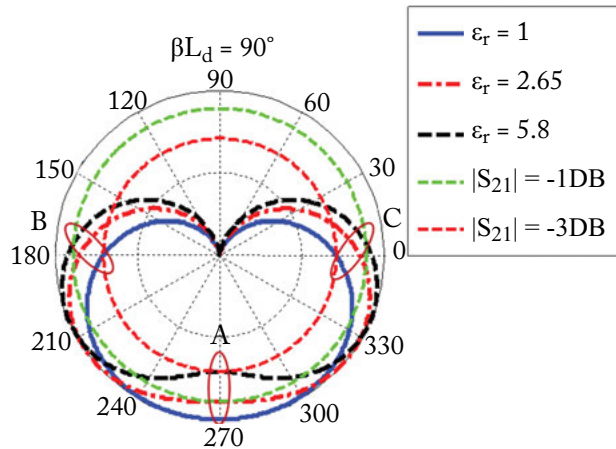 βL_d = 90°
90
120
60
150
30
B
C
180
0
A
210
330
240
300
270
ε_r = 1
ε_r = 2.65
ε_r = 5.8
|S_21| = -1DB
|S_21| = -3DB